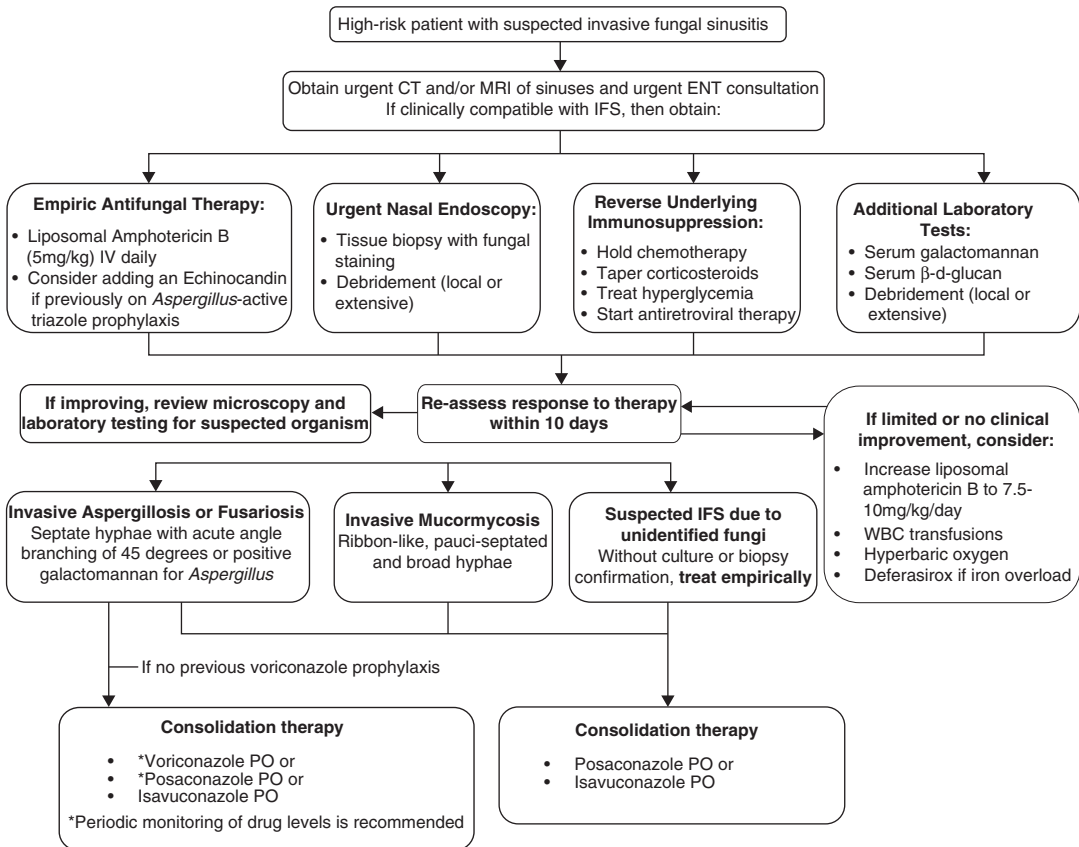 High-risk patient with suspected invasive fungal sinusitis
Obtain urgent CT and/or MRI of sinuses and urgent ENT consultation
If clinically compatible with IFS, then obtain:
Empiric Antifungal Therapy:
• Liposomal Amphotericin B
(5mg/kg) IV daily
• Consider adding an Echinocandin
if previously on Aspergillus-active
triazole prophylaxis
Urgent Nasal Endoscopy:
• Tissue biopsy with fungal
staining
• Debridement (local or
extensive)
Reverse Underlying
Immunosuppression:
• Hold chemotherapy
• Taper corticosteroids
• Treat hyperglycemia
• Start antiretroviral therapy
Additional Laboratory
Tests:
• Serum galactomannan
• Serum β-d-glucan
• Debridement (local or
extensive)
If improving, review microscopy and
laboratory testing for suspected organism
Re-assess response to therapy
within 10 days
If limited or no clinical
improvement, consider:
• Increase liposomal
amphotericin B to 7.5-
10mg/kg/day
• WBC transfusions
• Hyperbaric oxygen
• Deferasirox if iron overload
Invasive Aspergillosis or Fusariosis
Septate hyphae with acute angle
branching of 45 degrees or positive
galactomannan for Aspergillus
Invasive Mucormycosis
Ribbon-like, pauci-septated
and broad hyphae
Suspected IFS due to
unidentified fungi
Without culture or biopsy
confirmation, treat empirically
If no previous voriconazole prophylaxis
Consolidation therapy
• *Voriconazole PO or
• *Posaconazole PO or
• Isavuconazole PO
*Periodic monitoring of drug levels is recommended
Consolidation therapy
• Posaconazole PO or
• Isavuconazole PO